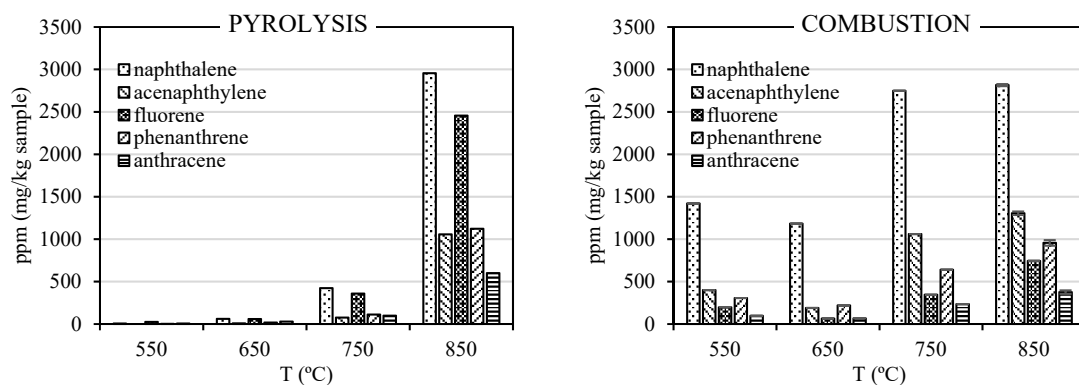 PYROLYSIS
3500
3000
2500
2000
1500
1000
500
0
ppm (mg/kg sample)
naphthalene
acenaphthylene
fluorene
phenanthrene
anthracene
550 650 750 850
T (ºC)
COMBUSTION
3500
3000
2500
2000
1500
1000
500
0
ppm (mg/kg sample)
naphthalene
acenaphthylene
fluorene
phenanthrene
anthracene
550 650 750 850
T (ºC)